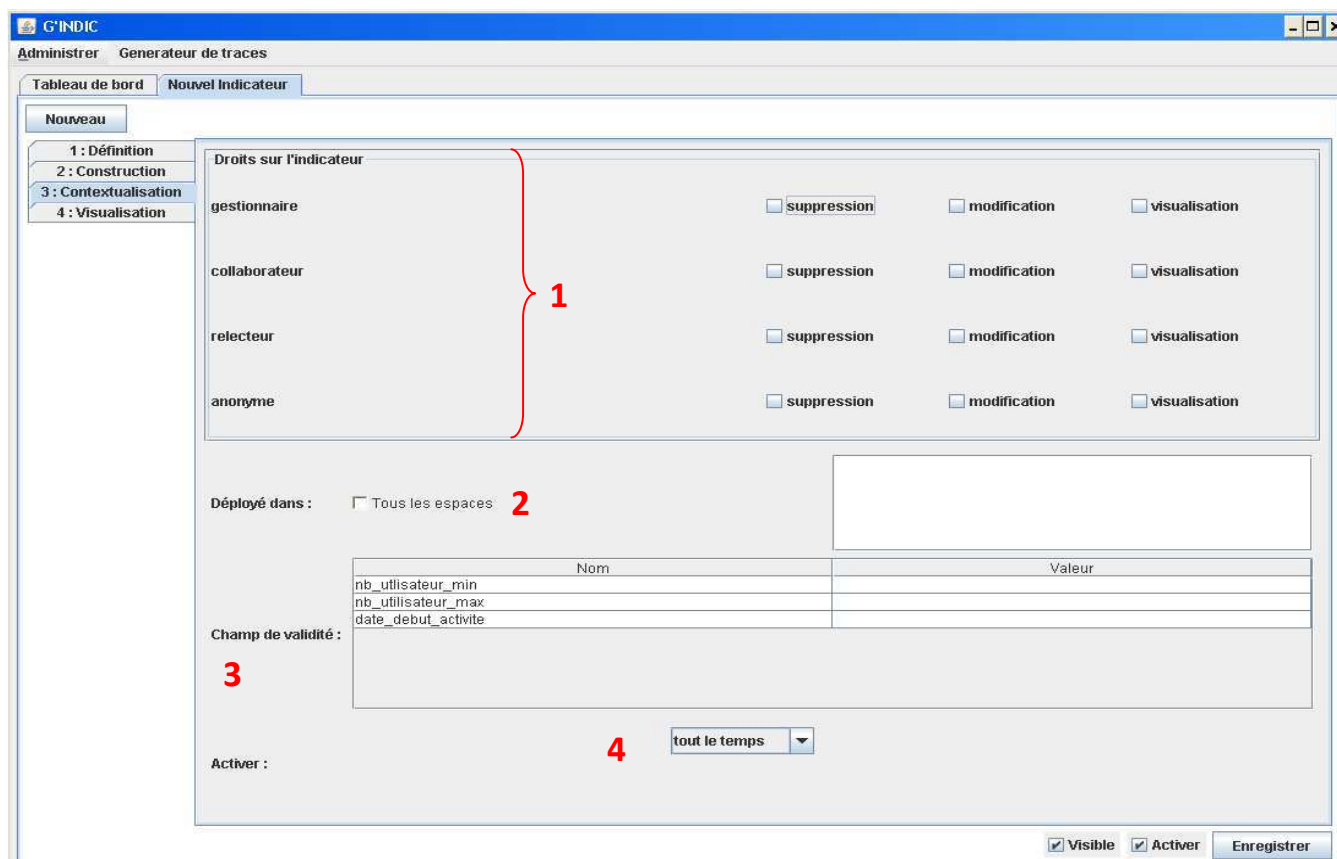 G'INDIC
Administrer Generateur de traces
Tableau de bord Nouvel Indicateur
Nouveau
1 : Définition
2 : Construction
3 : Contextualisation
4 : Visualisation
Droits sur l'indicateur
gestionnaire suppression modification visualisation
collaborateur suppression modification visualisation
1
relecteur suppression modification visualisation
anonyme suppression modification visualisation
Déployé dans : Tous les espaces 2
Nom Valeur
nb_utlisateur_min
nb_utilisateur_max
date_debut_activite
Champ de validité :
3
4 tout le temps
Activer :
Visible Activer Enregistrer